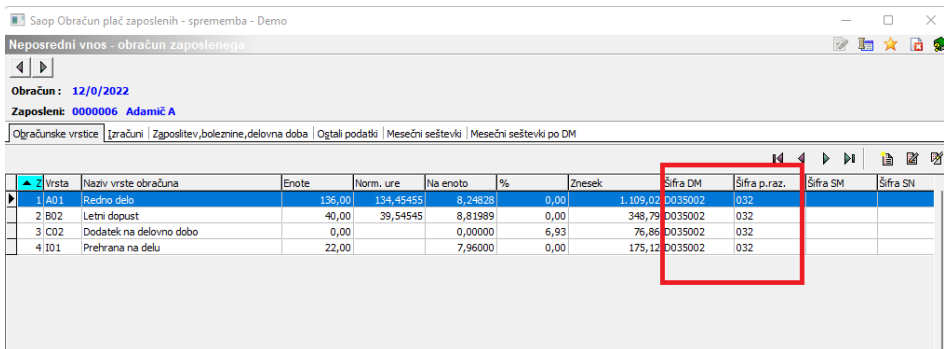 Saop Obračun plač zaposlenih - sprememba - Demo
Neposredni vnos - obračun zaposlenega
Obračun : 12/0/2022
Zaposleni: 0000006 Adamič A
Obračunske vrstice Izračuni Zaposlitev,boleznine,delovna doba Ostali podatki Mesečni seštevki Mesečni seštevki po DM
Z Vrsta Naziv vrste obračuna Enote Norm. ure Na enoto % Znesek Šifra DM Šifra p.raz. Šifra SM Šifra SN
1 A01 Redno delo 136,00 134,45455 8,24828 0,00 1.109,02 D035002 032
2 B02 Letni dopust 40,00 39,54545 8,81989 0,00 348,79 D035002 032
3 C02 Dodatek na delovno dobo 0,00 0,00000 6,93 76,86 D035002 032
4 I01 Prehrana na delu 22,00 7,96000 0,00 175,12 D035002 032